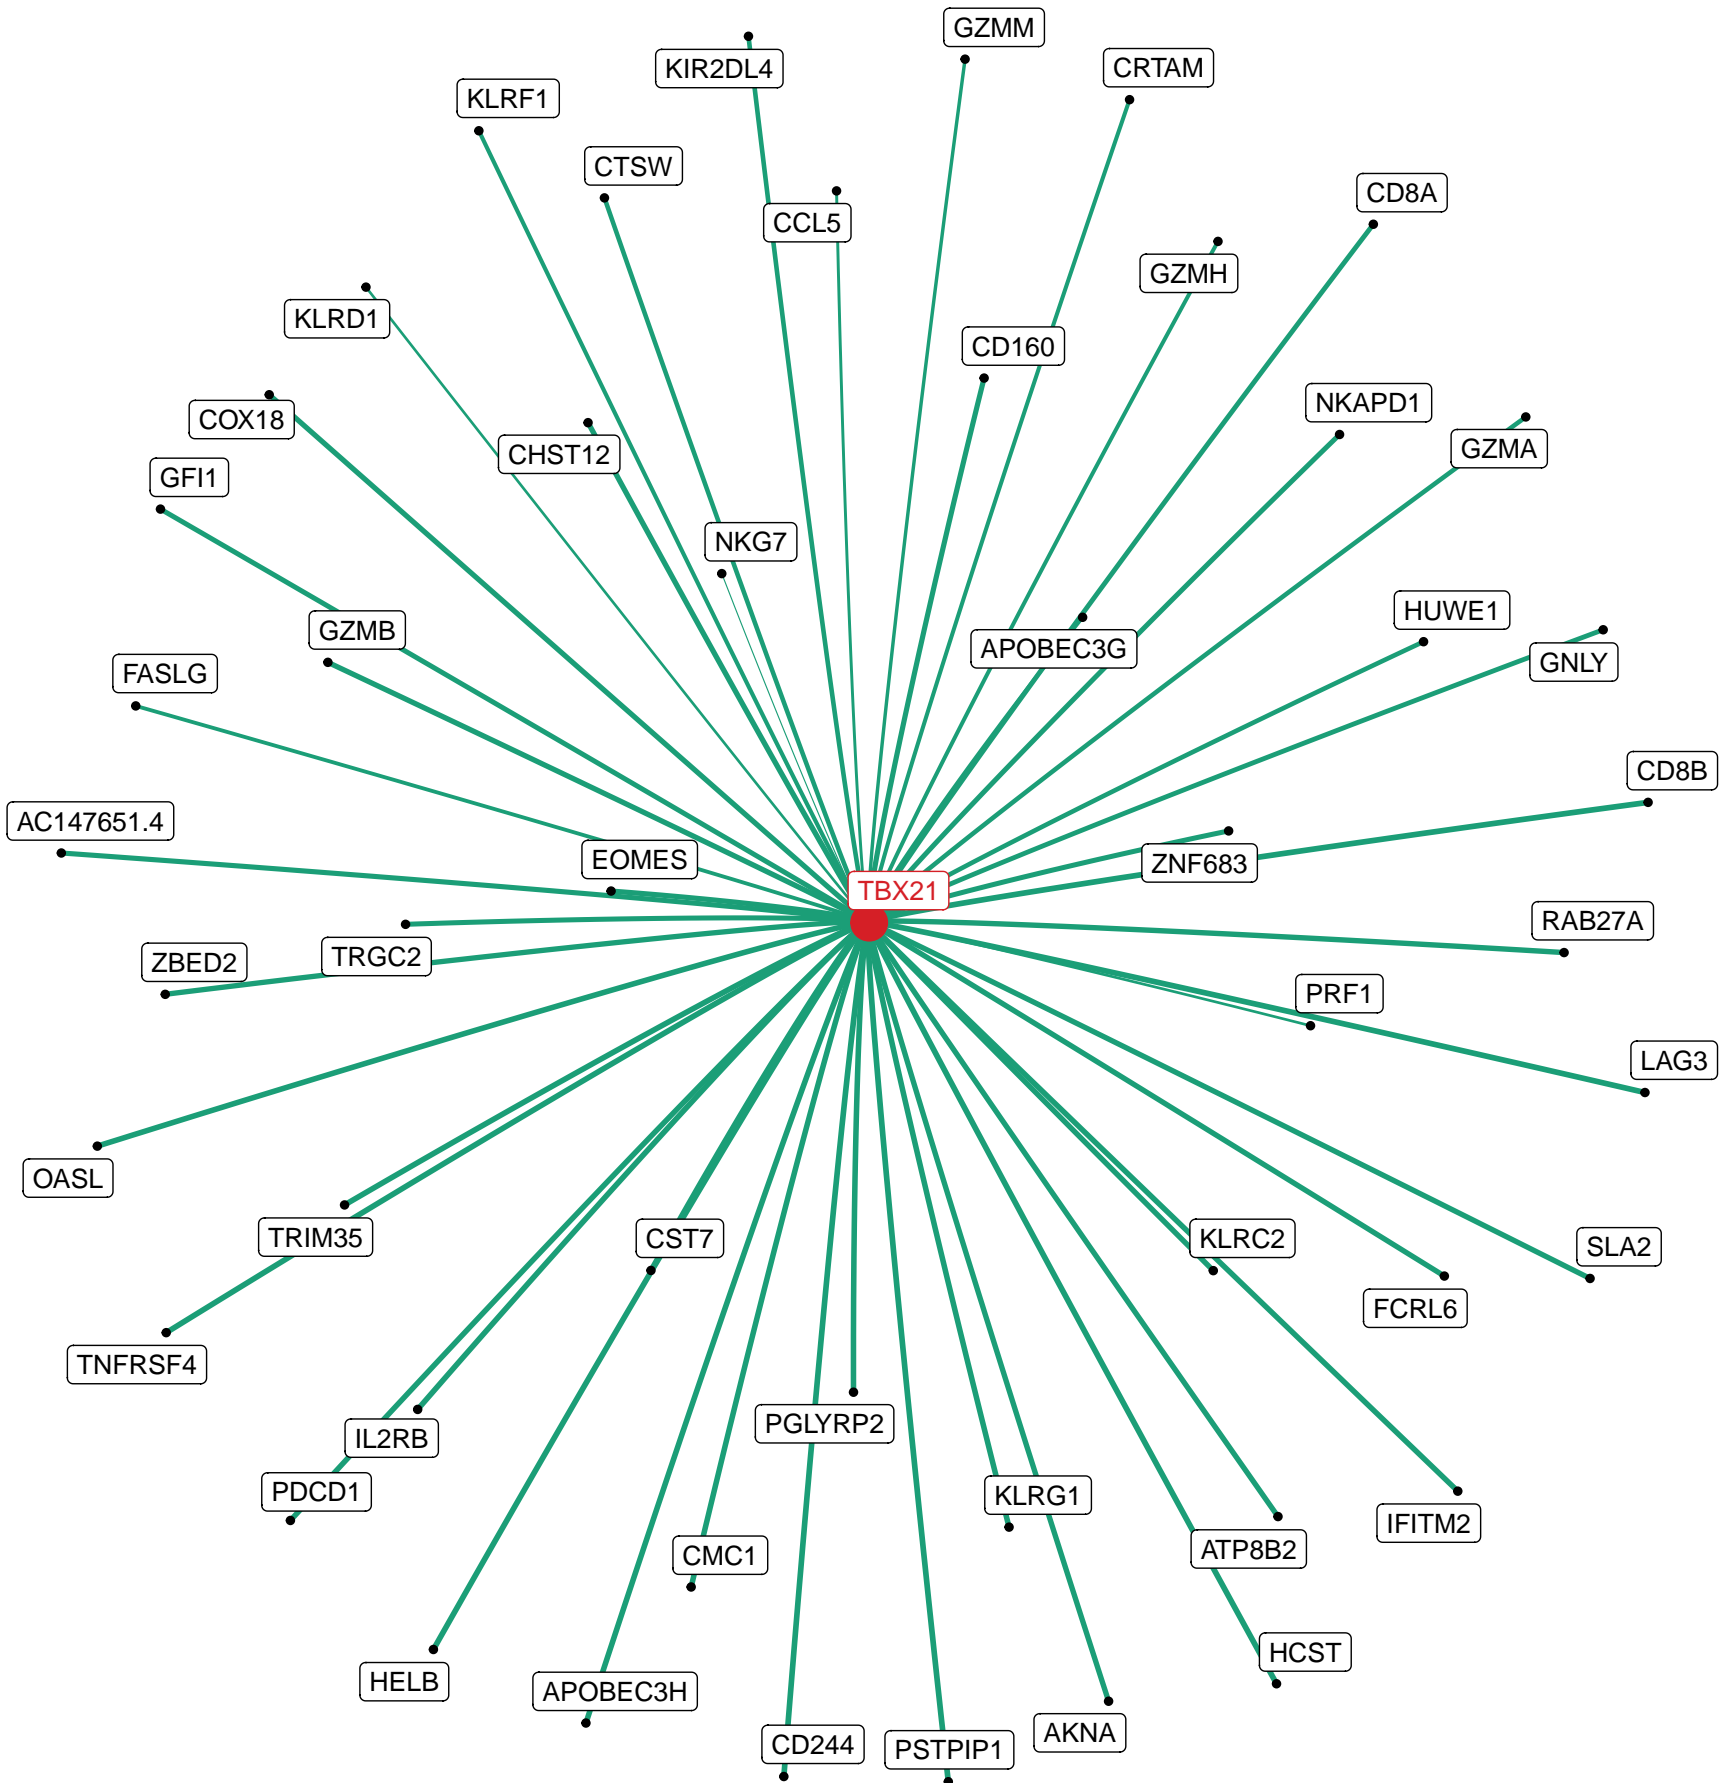 GZMM
KIR2DL4
CRTAM
KLRF1
CTSW
CD8A
CCL5
GZMH
KLRD1
CD160
NKAPD1
COX18
GZMA
CHST12
GFI1
NKG7
HUWE1
GZMB
APOBEC3G
GNLY
FASLG
CD8B
AC147651.4
EOMES
ZNF683
TBX21
RAB27A
TRGC2
ZBED2
PRF1
LAG3
OASL
TRIM35
CST7
KLRC2
SLA2
FCRL6
TNFRSF4
PGLYRP2
IL2RB
PDCD1
KLRG1
IFITM2
ATP8B2
CMC1
HCST
HELB
APOBEC3H
AKNA
CD244
PSTPIP1